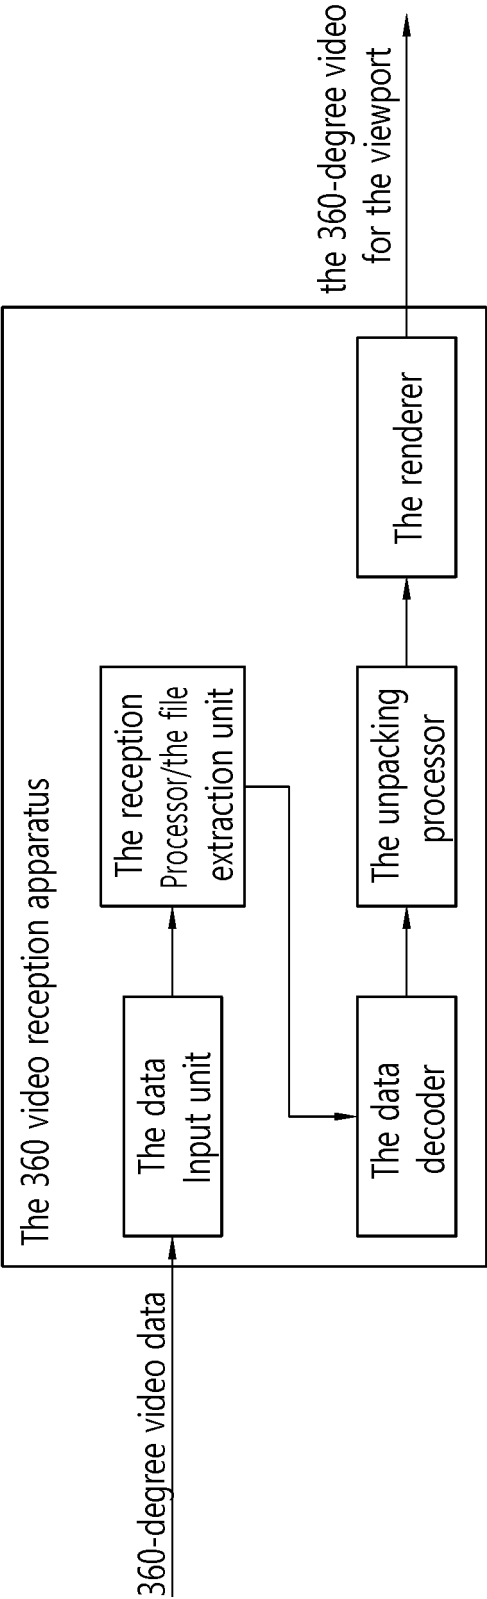 The 360 video reception apparatus
360-degree video data
The data
Input unit
The reception
Processor/the file
extraction unit
The data
decoder
The unpacking
processor
The renderer
the 360-degree video
for the viewport